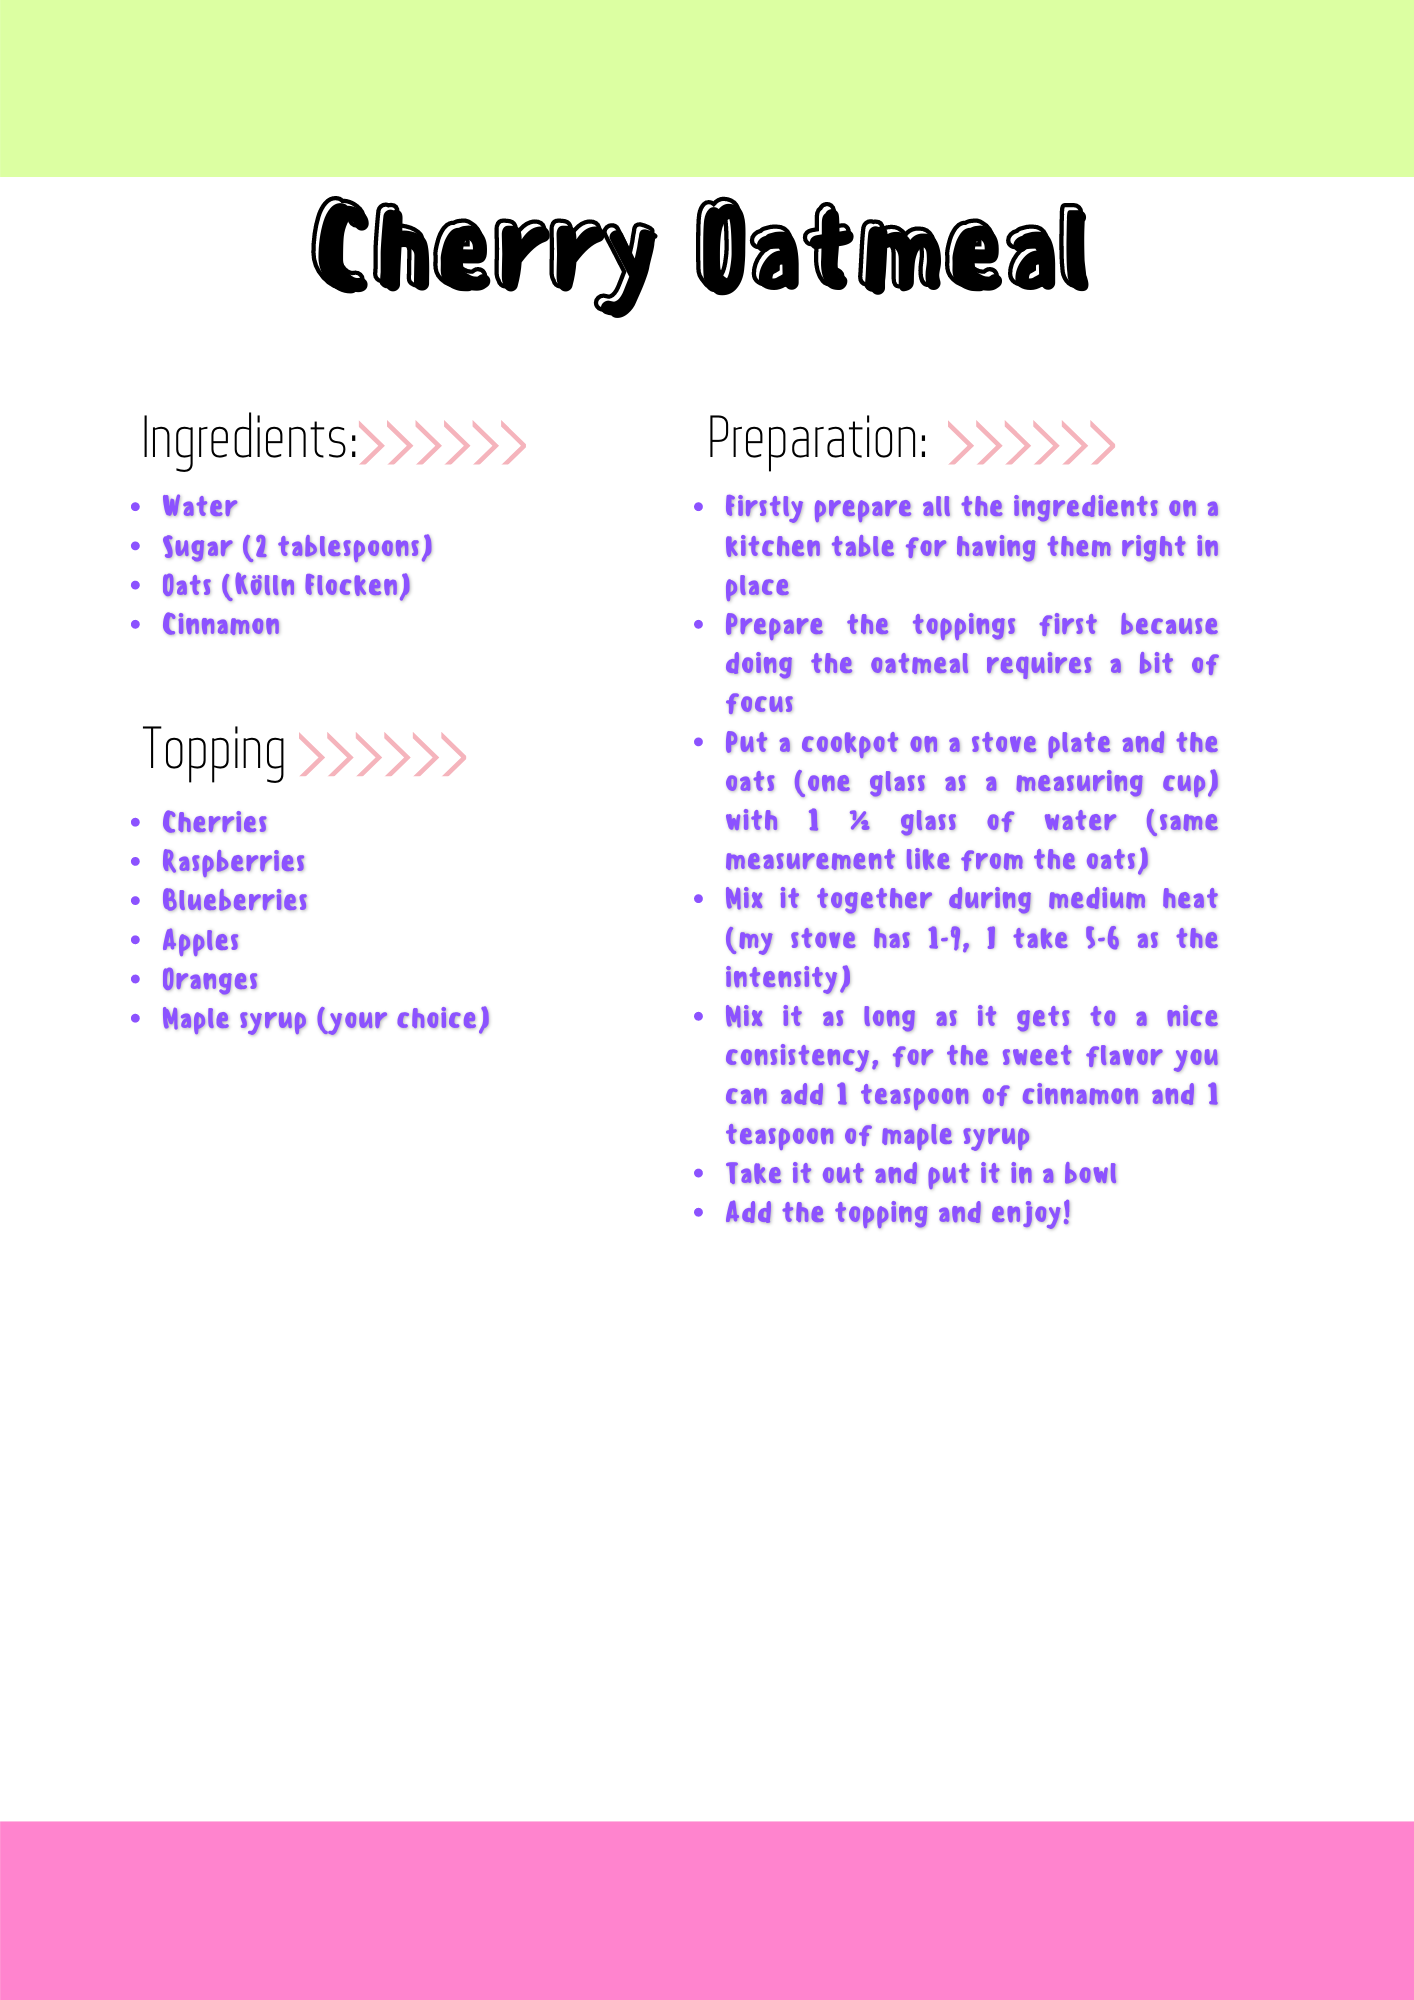 Cherry Oatmeal
Ingredients:
• Water
• Sugar (2 tablespoons)
• Oats (Kölln Flocken)
• Cinnamon
Topping
• Cherries
• Raspberries
• Blueberries
• Apples
• Oranges
• Maple syrup (your choice)
Preparation:
• Firstly prepare all the ingredients on a
kitchen table for having them right in
place
• Prepare the toppings first because
doing the oatmeal requires a bit of
focus
• Put a cookpot on a stove plate and the
oats (one glass as a measuring cup)
with 1 ½ glass of water (same
measurement like from the oats)
• Mix it together during medium heat
(my stove has 1-9, I take 5-6 as the
intensity)
• Mix it as long as it gets to a nice
consistency, for the sweet flavor you
can add 1 teaspoon of cinnamon and 1
teaspoon of maple syrup
• Take it out and put it in a bowl
• Add the topping and enjoy!